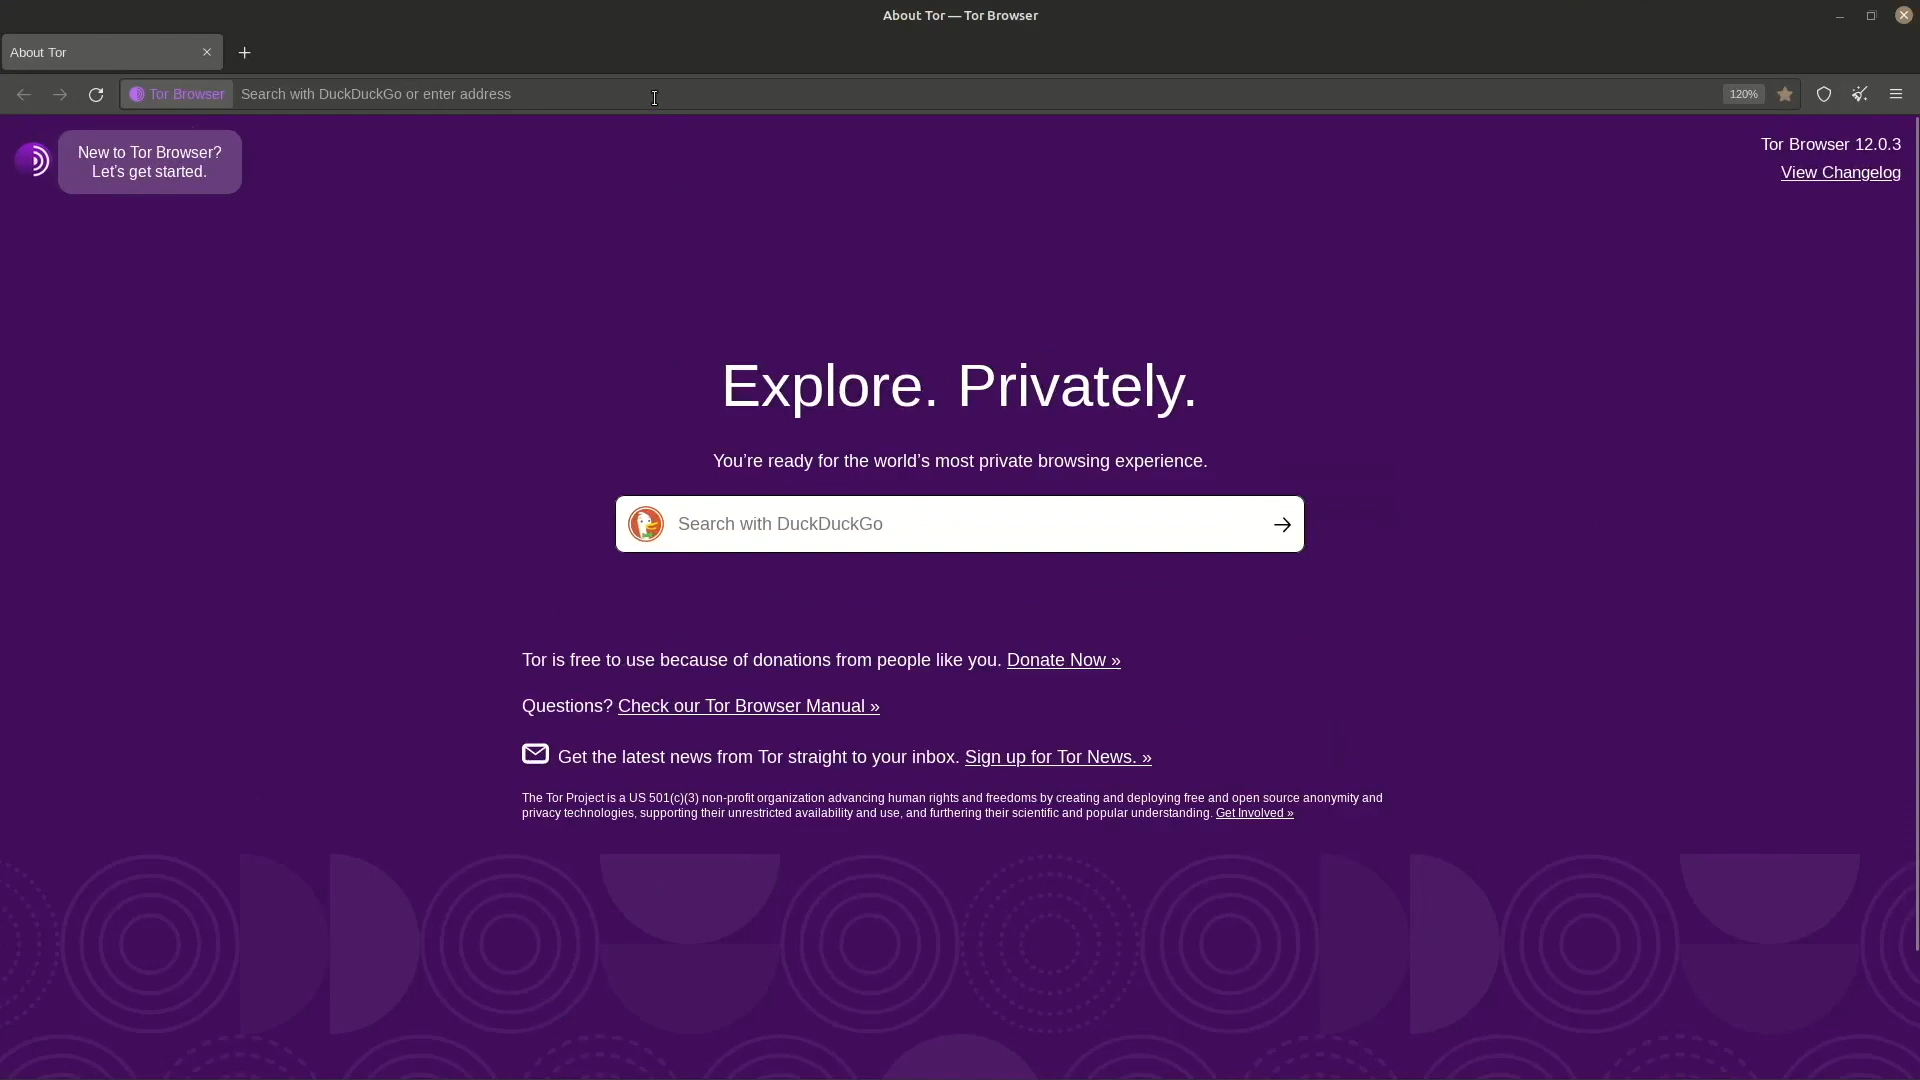 About Tor — Tor Browser
About Tor
Tor Browser
Search with DuckDuckGo or enter address
120%
New to Tor Browser?
Let's get started.
Tor Browser 12.0.3
View Changelog
Explore. Privately.
You’re ready for the world’s most private browsing experience.
Search with DuckDuckGo
Tor is free to use because of donations from people like you. Donate Now »
Questions? Check our Tor Browser Manual »
Get the latest news from Tor straight to your inbox. Sign up for Tor News. »
The Tor Project is a US 501(c)(3) non-profit organization advancing human rights and freedoms by creating and deploying free and open source anonymity and
privacy technologies, supporting their unrestricted availability and use, and furthering their scientific and popular understanding. Get Involved »